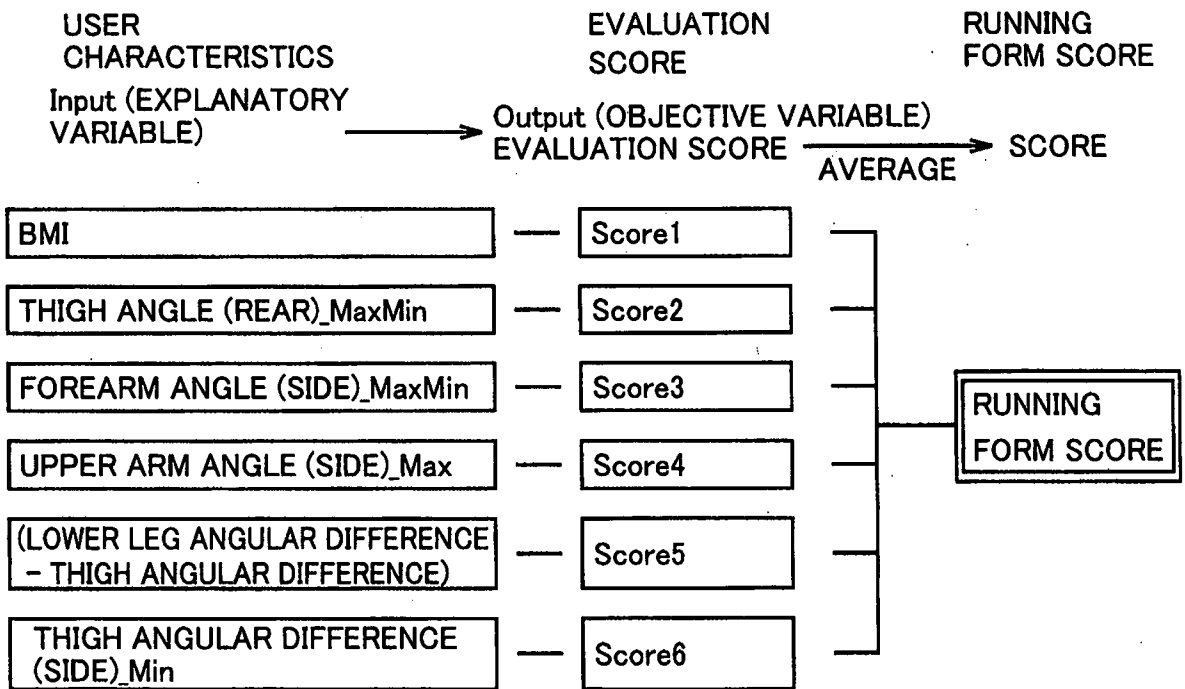 USER
CHARACTERISTICS
EVALUATION
SCORE
RUNNING
FORM SCORE
Input (EXPLANATORY
VARIABLE)
Output (OBJECTIVE VARIABLE)
EVALUATION SCORE
AVERAGE
SCORE
BMI
Score1
THIGH ANGLE (REAR)_MaxMin
Score2
FOREARM ANGLE (SIDE)_MaxMin
Score3
UPPER ARM ANGLE (SIDE)_Max
Score4
(LOWER LEG ANGULAR DIFFERENCE
- THIGH ANGULAR DIFFERENCE)
Score5
THIGH ANGULAR DIFFERENCE
(SIDE)_Min
Score6
RUNNING
FORM SCORE